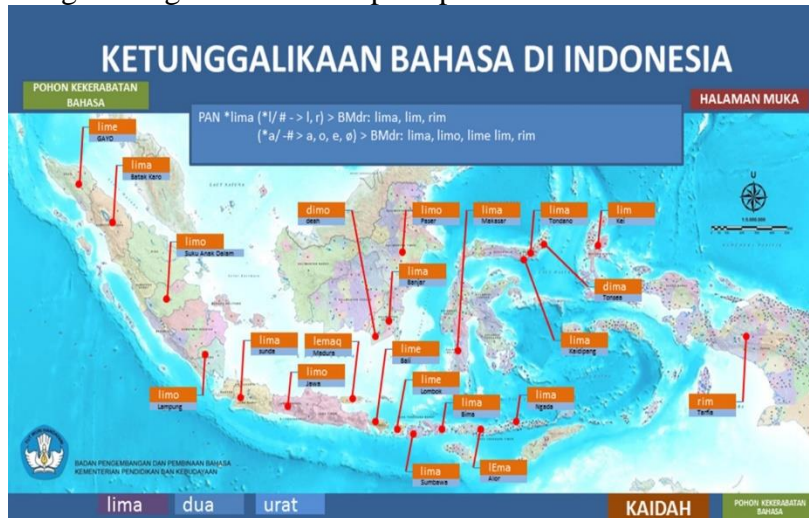 KETUNGGALIKAAN BAHASA DI INDONESIA
POHON KEKERABATAN
BAHASA
HALAMAN MUKA
PAN *lima (*l/ # - > l, r) > BMdr: lima, lim, rim
(*a/ -# > a, o, e, ø) > BMdr: lima, limo, lime lim, rim
lime
GAYO
lima
Batak Karo
limo
Suku Anak Dalam
dimo
deah
limo
Paser
lima
Makasar
lima
Tondano
lim
Kei
lima
Banjar
dima
Tonsea
lima
sunda
lemaq
Madura
lime
Bali
lima
Kaidipang
limo
Lampung
limo
Jawa
lime
Lombok
lima
Bima
lima
Ngada
rim
Tarfia
lima
Sumbawa
lEma
Alor
U
BADAN PENGEMBANGAN DAN PEMBINAAN BAHASA
KEMENTERIAN PENDIDIKAN DAN KEBUDAYAAN
lima dua urat
KAIDAH
POHON KEKERABATAN
BAHASA